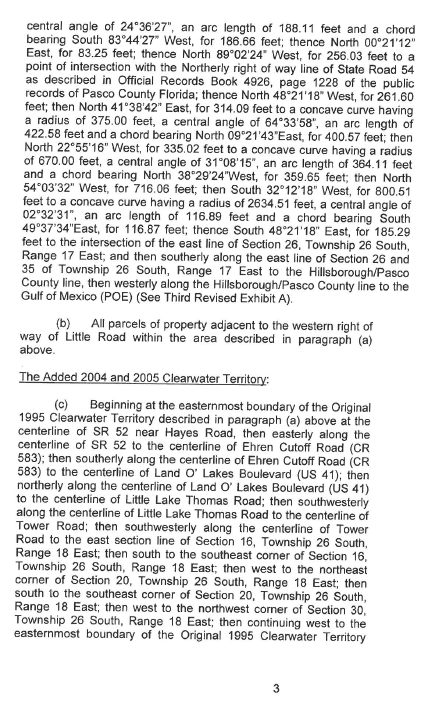 central angle of 24°36'27", an arc length of 188.11 feet and a chord
bearing South 83°44'27" West, for 186.66 feet; thence North 00°21'12"
East, for 83.25 feet; thence North 89°02'24" West, for 256.03 feet to a
point of intersection with the Northerly right of way line of State Road 54
as described in Official Records Book 4926, page 1228 of the public
records of Pasco County Florida; thence North 48°21'18" West, for 261.60
feet; then North 41°38'42" East, for 314.09 feet to a concave curve having
a radius of 375.00 feet, a central angle of 64°33'58", an arc length of
422.58 feet and a chord bearing North 09°21'43"East, for 400.57 feet; then
North 22°55'16" West, for 335.02 feet to a concave curve having a radius
of 670.00 feet, a central angle of 31°08'15", an arc length of 364.11 feet
and a chord bearing North 38°29'24"West, for 359.65 feet; then North
54°03'32" West, for 716.06 feet; then South 32°12'18" West, for 800.51
feet to a concave curve having a radius of 2634.51 feet, a central angle of
02°32'31", an arc length of 116.89 feet and a chord bearing South
49°37'34"East, for 116.87 feet; thence South 48°21'18" East, for 185.29
feet to the intersection of the east line of Section 26, Township 26 South,
Range 17 East; and then southerly along the east line of Section 26 and
35 of Township 26 South, Range 17 East to the Hillsborough/Pasco
County line, then westerly along the Hillsborough/Pasco County line to the
Gulf of Mexico (POE) (See Third Revised Exhibit A).
(b) All parcels of property adjacent to the western right of
way of Little Road within the area described in paragraph (a)
above.
The Added 2004 and 2005 Clearwater Territory:
(c) Beginning at the easternmost boundary of the Original
1995 Clearwater Territory described in paragraph (a) above at the
centerline of SR 52 near Hayes Road, then easterly along the
centerline of SR 52 to the centerline of Ehren Cutoff Road (CR
583); then southerly along the centerline of Ehren Cutoff Road (CR
583) to the centerline of Land O' Lakes Boulevard (US 41); then
northerly along the centerline of Land O' Lakes Boulevard (US 41)
to the centerline of Little Lake Thomas Road; then southwesterly
along the centerline of Little Lake Thomas Road to the centerline of
Tower Road; then southwesterly along the centerline of Tower
Road to the east section line of Section 16, Township 26 South,
Range 18 East; then south to the southeast corner of Section 16,
Township 26 South, Range 18 East; then west to the northeast
corner of Section 20, Township 26 South, Range 18 East; then
south to the southeast corner of Section 20, Township 26 South,
Range 18 East; then west to the northwest corner of Section 30,
Township 26 South, Range 18 East; then continuing west to the
easternmost boundary of the Original 1995 Clearwater Territory
3